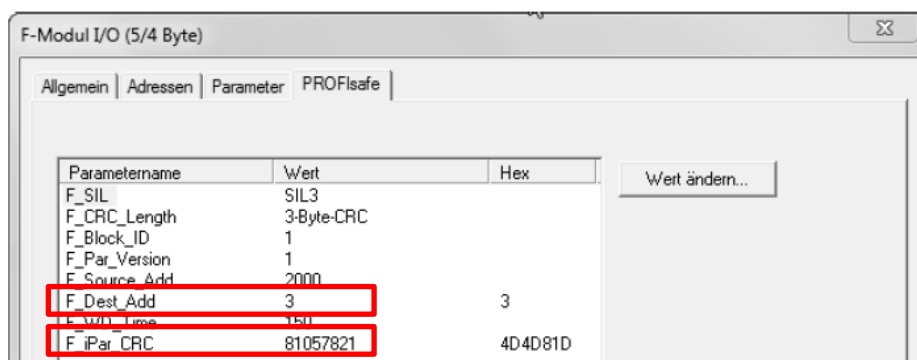 F-Modul I/O (5/4 Byte)
Allgemein Adressen Parameter PROFIsafe
Parametername Wert Hex
Wert ändern...
F_SIL SIL3
F_CRC_Length 3-Byte-CRC
F_Block_ID 1
F_Par_Version 1
F_Source_Add 2000
F_Dest_Add 3 3
F_WD_Time 150
F_iPar_CRC 81057821 4D4D81D